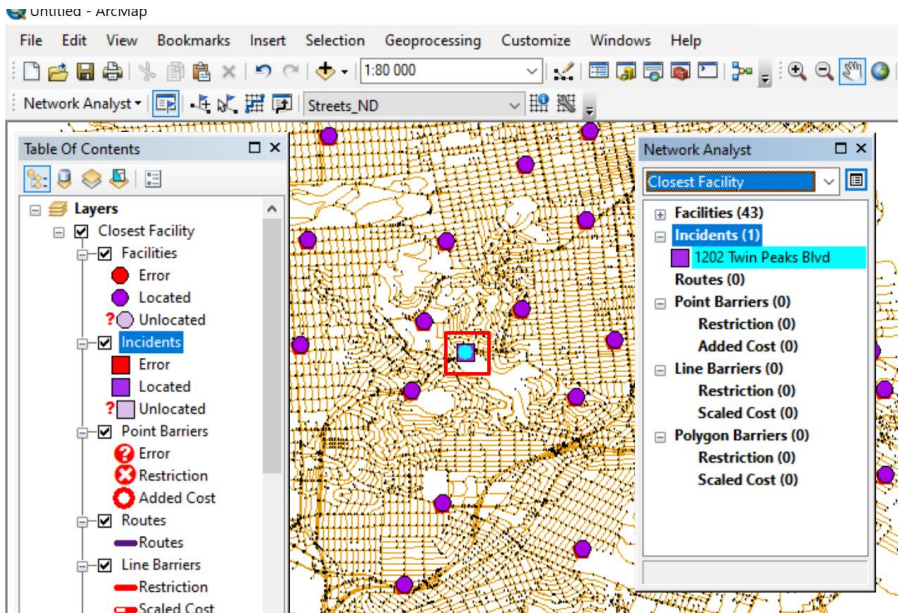 Untitled - ArcMap
File Edit View Bookmarks Insert Selection Geoprocessing Customize Windows Help
1:80 000
Network Analyst Streets_ND
Table Of Contents
Layers
Closest Facility
Facilities
Error
Located
? Unlocated
Incidents
Error
Located
? Unlocated
Point Barriers
? Error
Restriction
Added Cost
Routes
Routes
Line Barriers
Restriction
Scaled Cost
Network Analyst
Closest Facility
Facilities (43)
Incidents (1)
1202 Twin Peaks Blvd
Routes (0)
Point Barriers (0)
Restriction (0)
Added Cost (0)
Line Barriers (0)
Restriction (0)
Scaled Cost (0)
Polygon Barriers (0)
Restriction (0)
Scaled Cost (0)